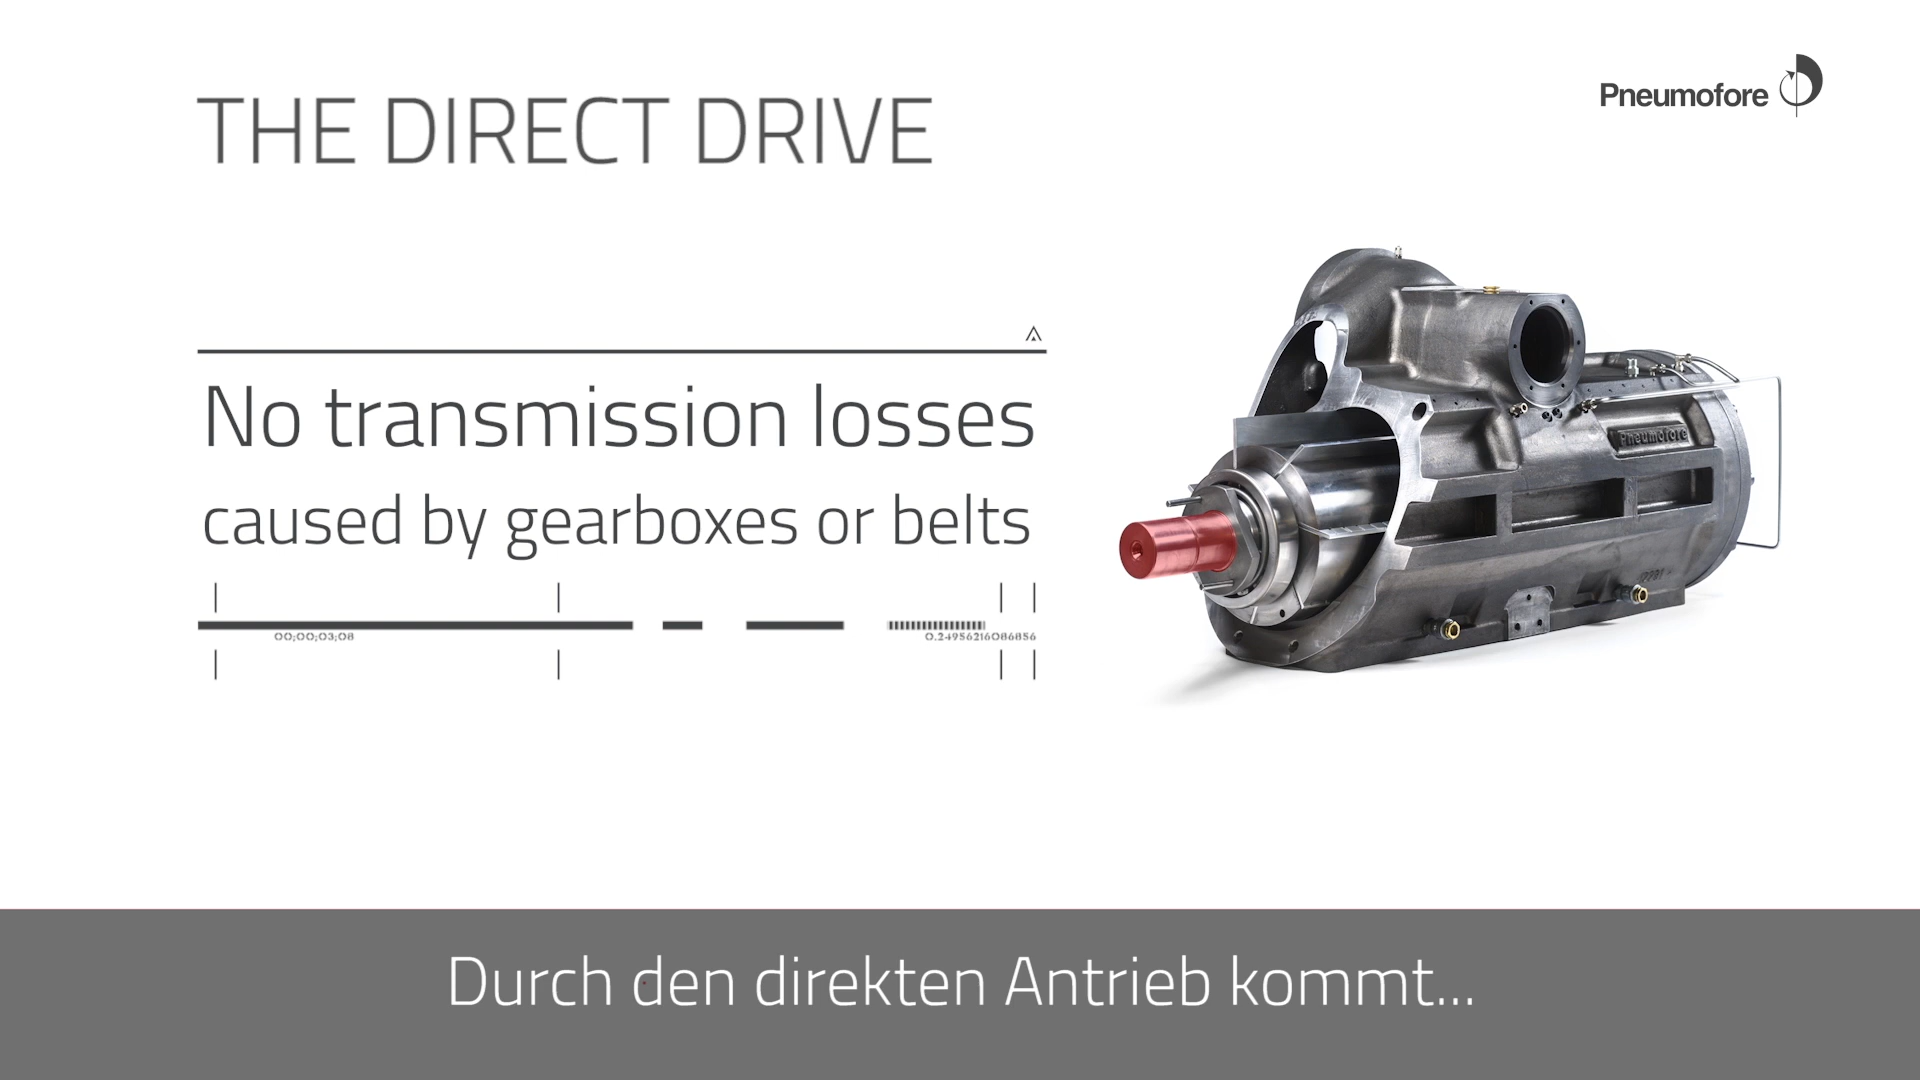 THE DIRECT DRIVE
Pneumofore
No transmission losses
caused by gearboxes or belts
00;00;03;08
0.24956216086856
Pneumofore
Durch den direkten Antrieb kommt...